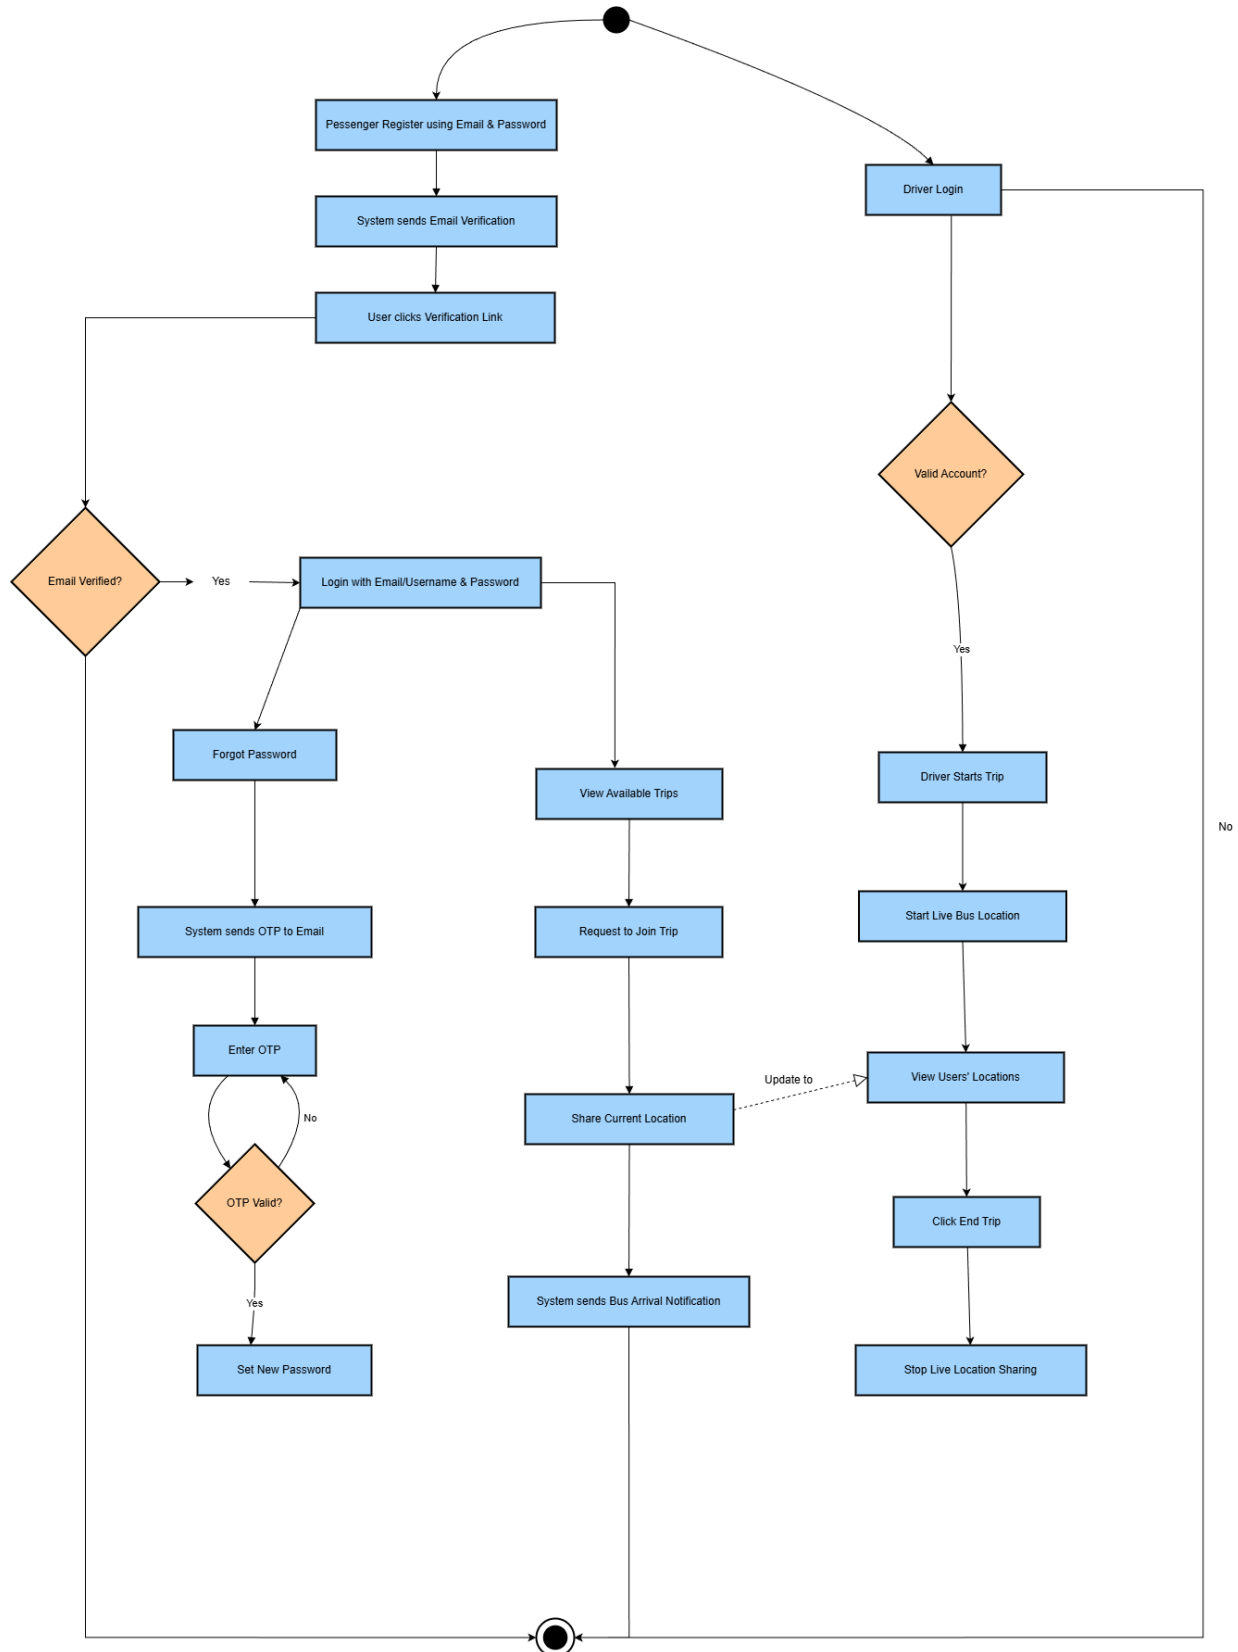 Pessenger Register using Email & Password
Driver Login
System sends Email Verification
User clicks Verification Link
Valid Account?
Email Verified?
Yes
Login with Email/Username & Password
Yes
Forgot Password
Driver Starts Trip
View Available Trips
No
Start Live Bus Location
System sends OTP to Email
Request to Join Trip
Enter OTP
Update to
View Users' Locations
No
Share Current Location
OTP Valid?
Click End Trip
Yes
System sends Bus Arrival Notification
Set New Password
Stop Live Location Sharing